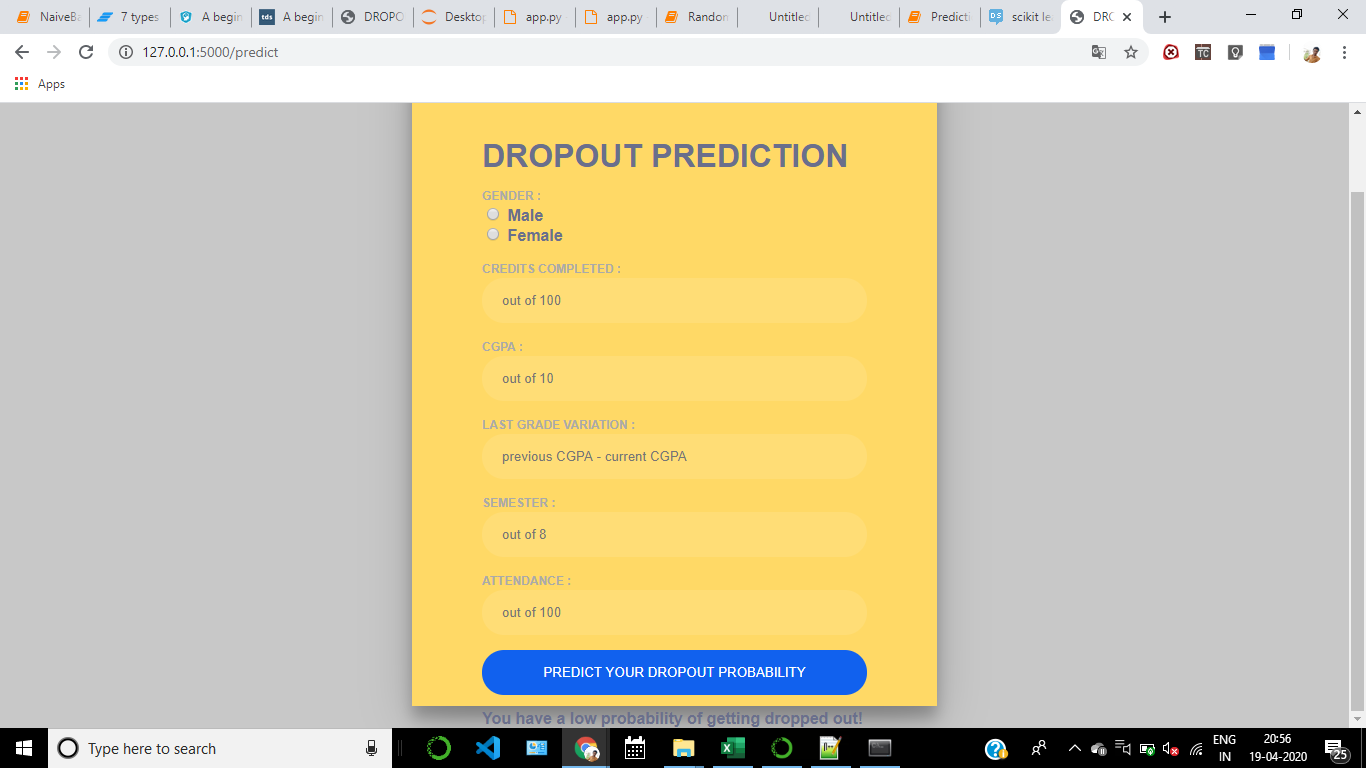 NaiveBa
7 types
A begin
A begin
DROPO
Desktop
app.py
app.py
Random
Untitled
Untitled
Predicti
scikit le
DRO
127.0.0.1:5000/predict
Apps
DROPOUT PREDICTION
GENDER :
Male
Female
CREDITS COMPLETED :
out of 100
CGPA :
out of 10
LAST GRADE VARIATION :
previous CGPA - current CGPA
SEMESTER :
out of 8
ATTENDANCE :
out of 100
PREDICT YOUR DROPOUT PROBABILITY
You have a low probability of getting dropped out!
Type here to search
ENG
IN
20:56
19-04-2020
25